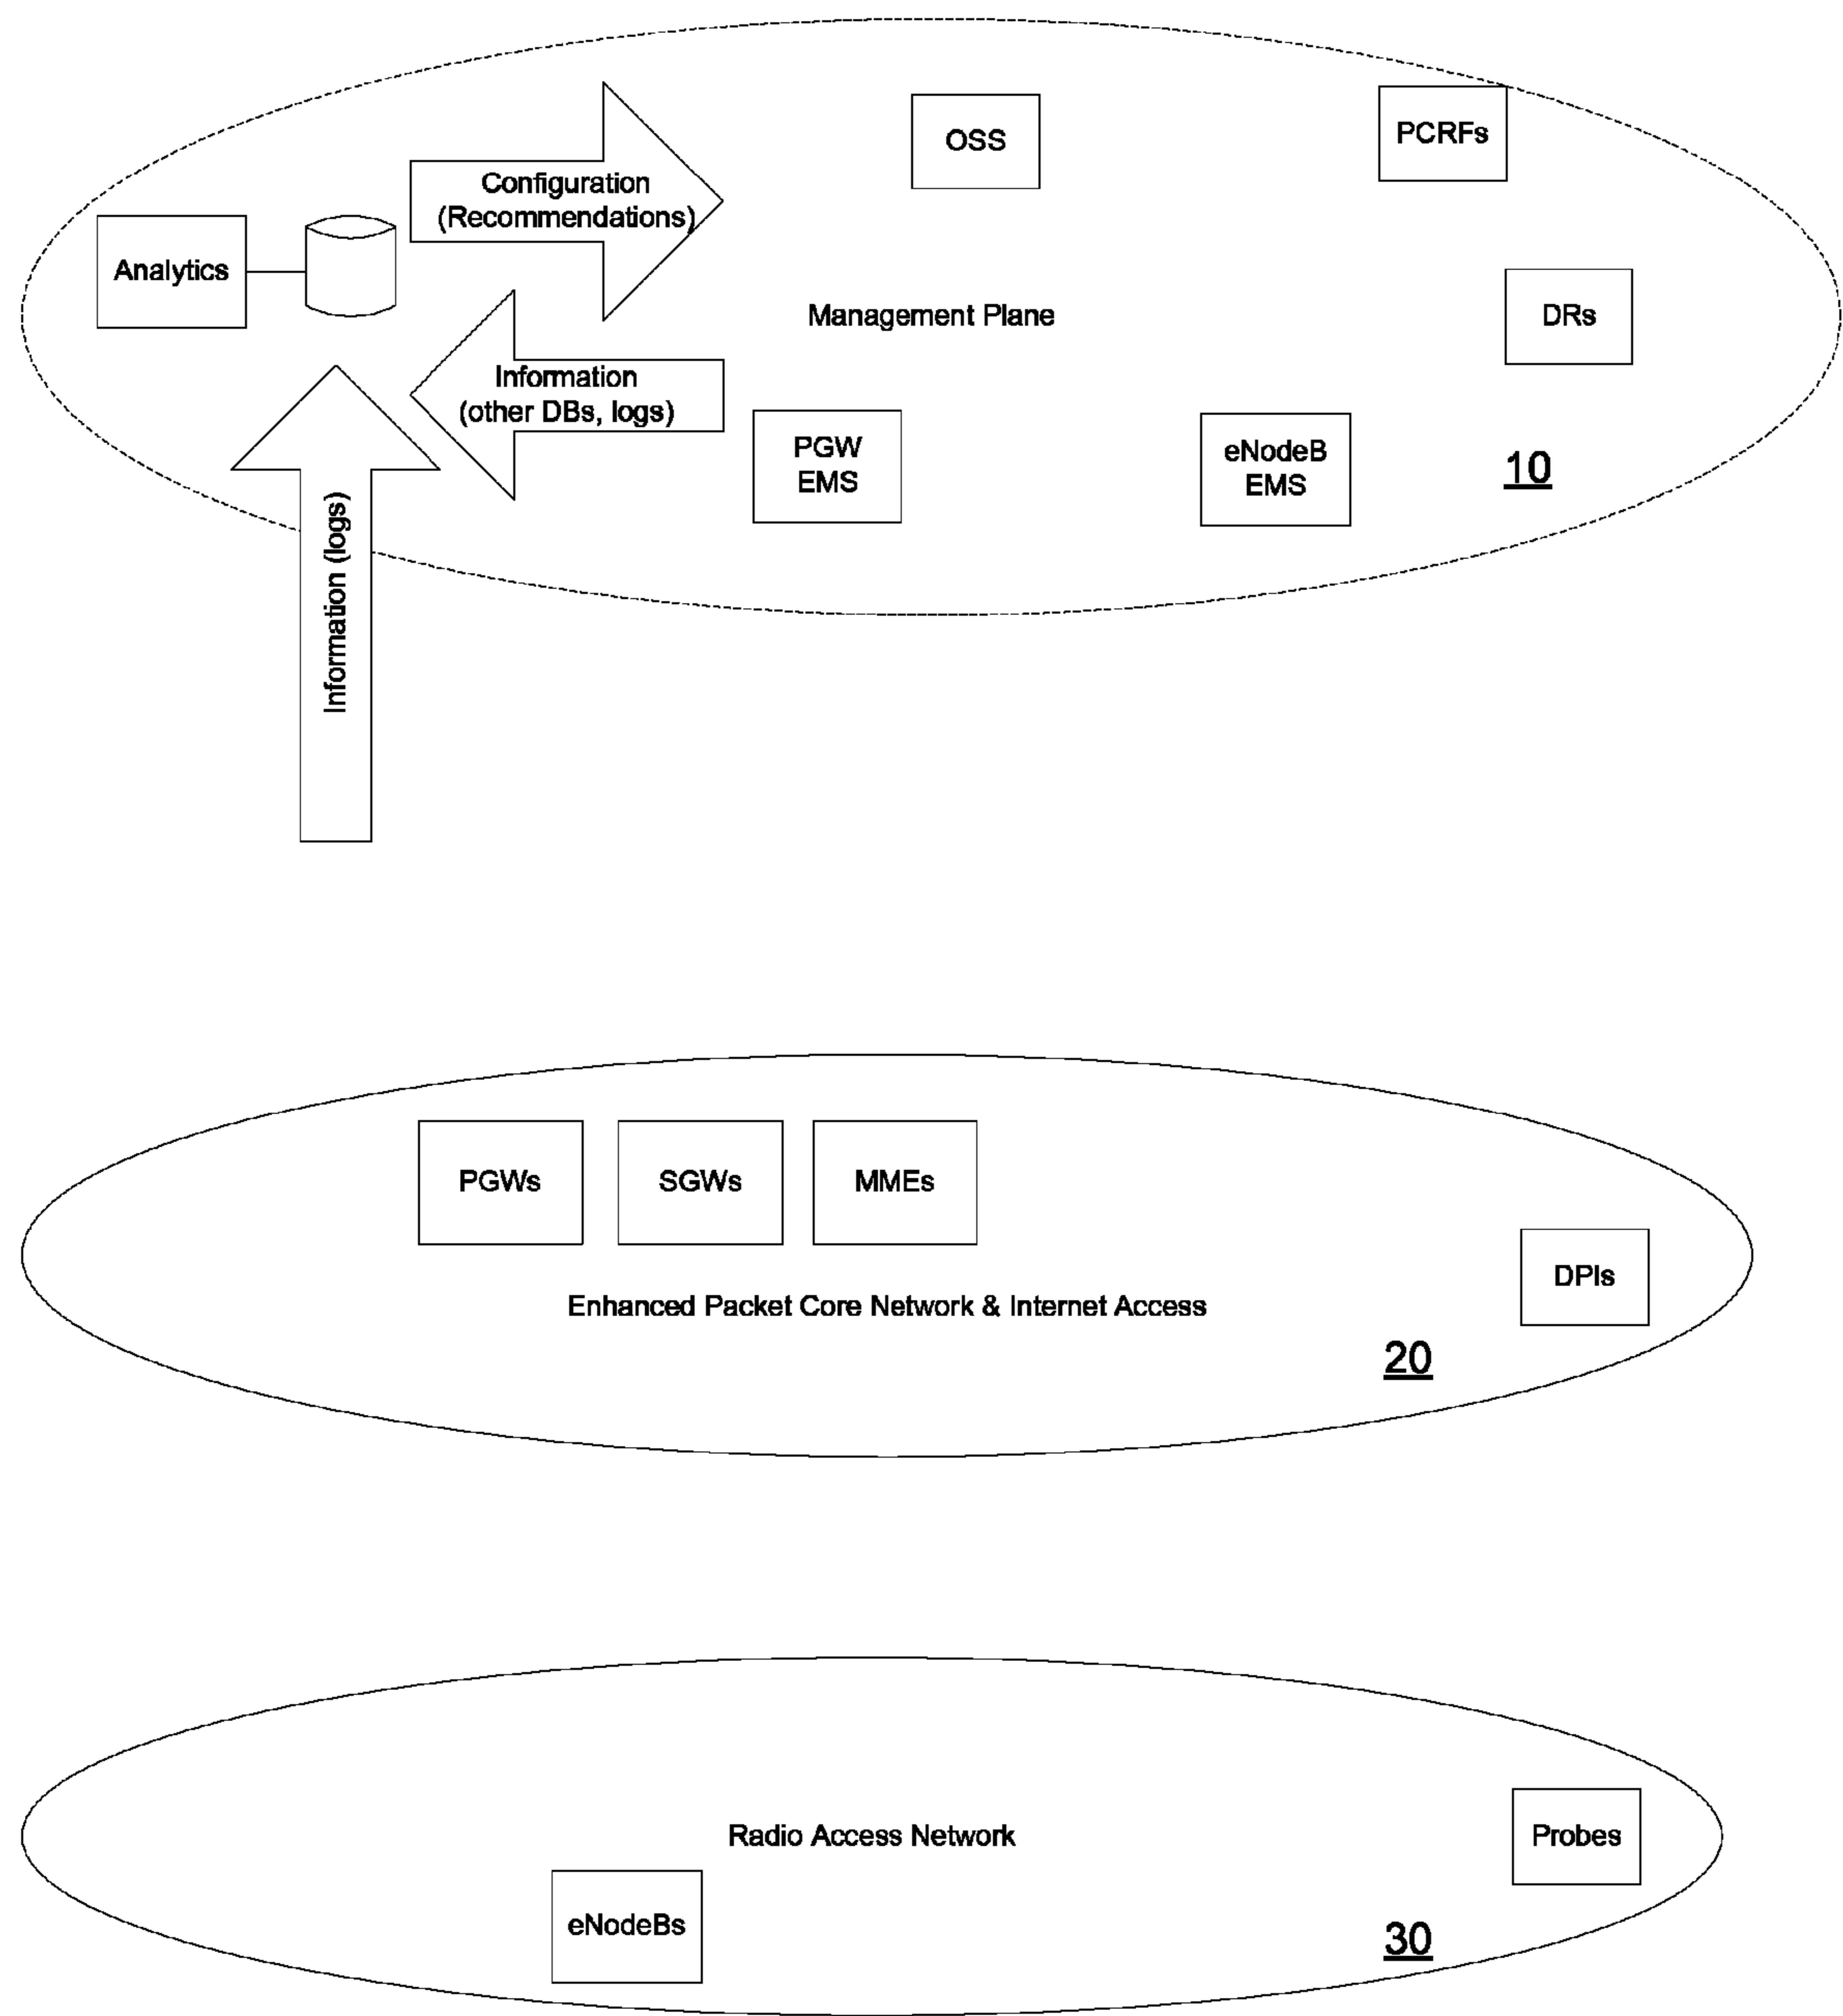 OSS
PCRFs
Configuration
(Recommendations)
Analytics
Management Plane
DRs
Information
(other DBs, logs)
PGW
EMS
eNodeB
EMS
10
Information (logs)
PGWs
SGWs
MMEs
DPIs
Enhanced Packet Core Network & Internet Access
20
Radio Access Network
Probes
eNodeBs
30